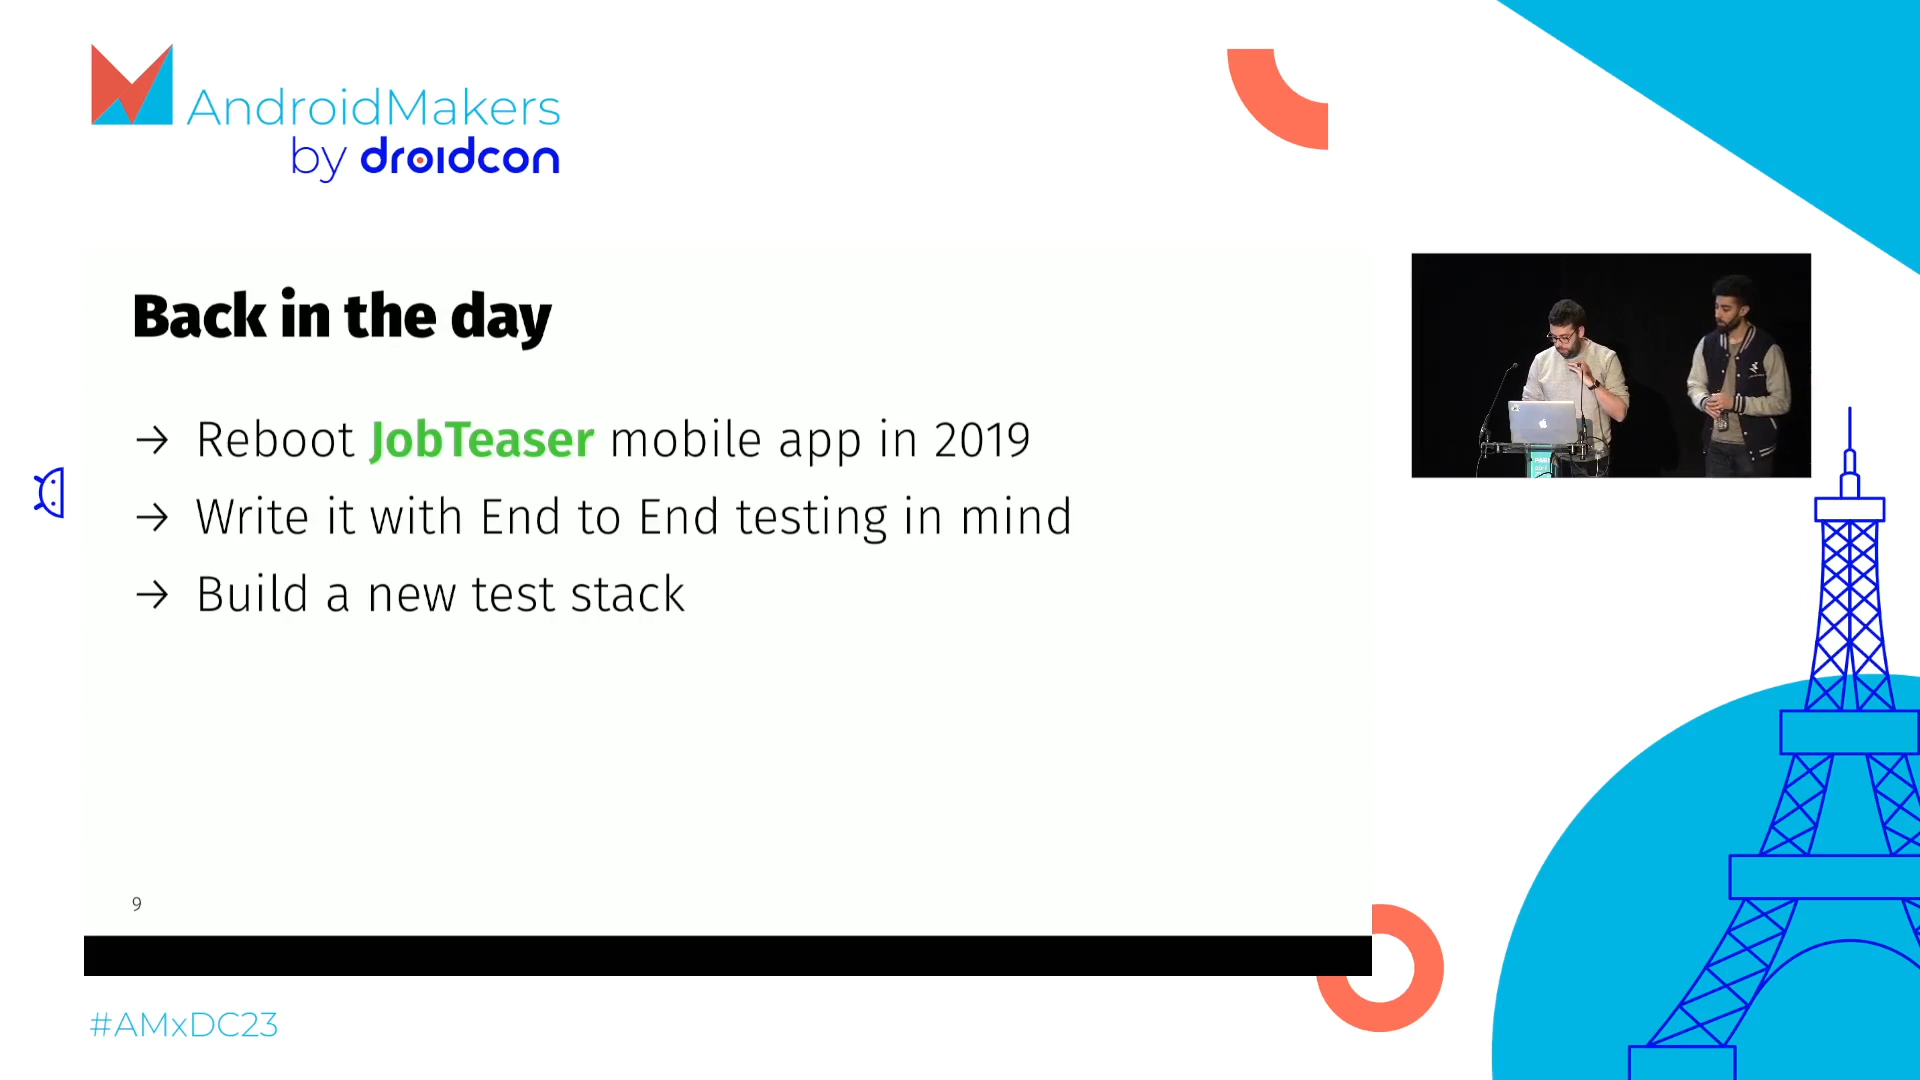 AndroidMakers
by droidcon
Back in the day
→ Reboot JobTeaser mobile app in 2019
→ Write it with End to End testing in mind
→ Build a new test stack
9
#AMxDC23